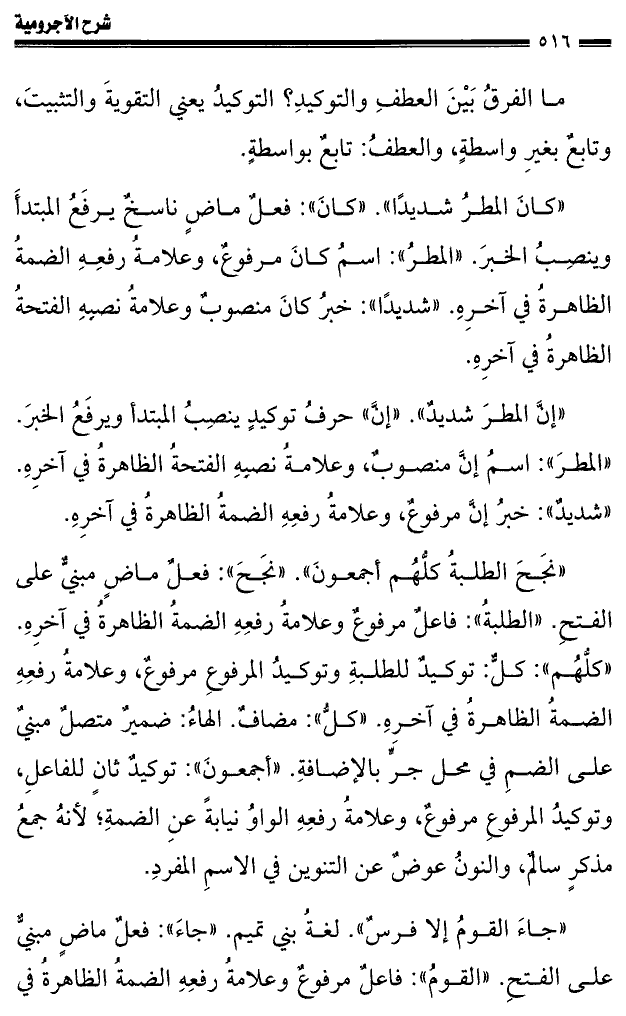 شرح الآجرومية
٥١٦
ما الفرقُ بَيْنَ العطفِ والتوكيدِ؟ التوكيدُ يعني التقويةَ والتثبيتَ،
وتابعٌ بغيرِ واسطةٍ، والعطفُ: تابعٌ بواسطةٍ.
«كانَ المطرُ شديدًا». «كانَ»: فعلٌ ماضٍ ناسخٌ يرفَعُ المبتدأَ
وينصِبُ الخبرَ. «المطرُ»: اسمُ كانَ مرفوعٌ، وعلامةُ رفعِهِ الضمةُ
الظاهرةُ في آخرِهِ. «شديدًا»: خبرُ كانَ منصوبٌ وعلامةُ نصبِهِ الفتحةُ
الظاهرةُ في آخرِهِ.
«إنَّ المطرَ شديدٌ». «إنَّ» حرفُ توكيدٍ ينصِبُ المبتدأ ويرفَعُ الخبرَ.
«المطرَ»: اسمُ إنَّ منصوبٌ، وعلامةُ نصبِهِ الفتحةُ الظاهرةُ في آخرِهِ.
«شديدٌ»: خبرُ إنَّ مرفوعٌ، وعلامةُ رفعِهِ الضمةُ الظاهرةُ في آخرِهِ.
«نجَحَ الطلبةُ كلُّهُم أجمعونَ». «نجَحَ»: فعلٌ ماضٍ مبنيٌّ على
الفتحِ. «الطلبةُ»: فاعلٌ مرفوعٌ وعلامةُ رفعِهِ الضمةُ الظاهرةُ في آخرِهِ.
«كلُّهُم»: كلُّ: توكيدٌ للطلبةِ وتوكيدُ المرفوعِ مرفوعٌ، وعلامةُ رفعِهِ
الضمةُ الظاهرةُ في آخرِهِ. «كلُّ»: مضافٌ. الهاءُ: ضميرٌ متصلٌ مبنيٌّ
على الضمِ في محل جرٍّ بالإضافةِ. «أجمعونَ»: توكيدٌ ثانٍ للفاعلِ،
وتوكيدُ المرفوعِ مرفوعٌ، وعلامةُ رفعِهِ الواوُ نيابةً عنِ الضمةِ؛ لأنهُ جمعُ
مذكرٍ سالمٌ، والنونُ عوضٌ عن التنوين في الاسمِ المفردِ.
«جاءَ القومُ إلا فرسٌ». لغةُ بني تميم. «جاءَ»: فعلٌ ماضٍ مبنيٌّ
على الفتحِ. «القومُ»: فاعلٌ مرفوعٌ وعلامةُ رفعِهِ الضمةُ الظاهرةُ في